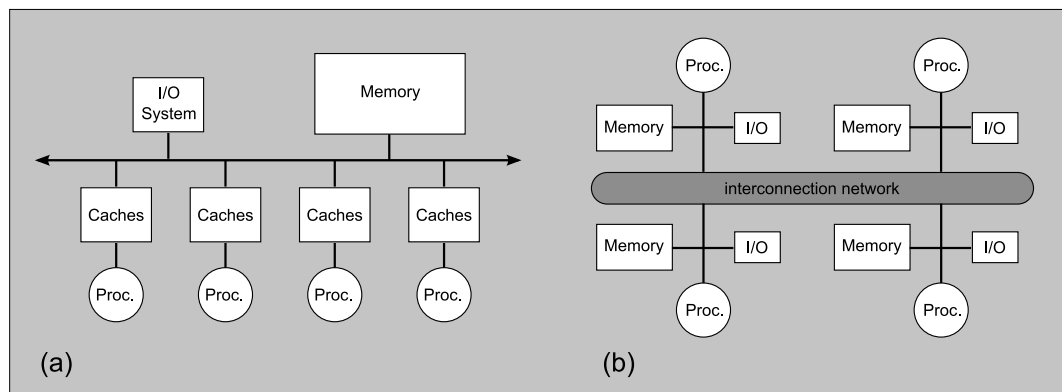 I/O
System
Memory
Caches
Caches
Caches
Caches
Proc.
Proc.
Proc.
Proc.
(a)
Proc.
Proc.
Memory
I/O
Memory
I/O
interconnection network
Memory
I/O
Memory
I/O
Proc.
Proc.
(b)